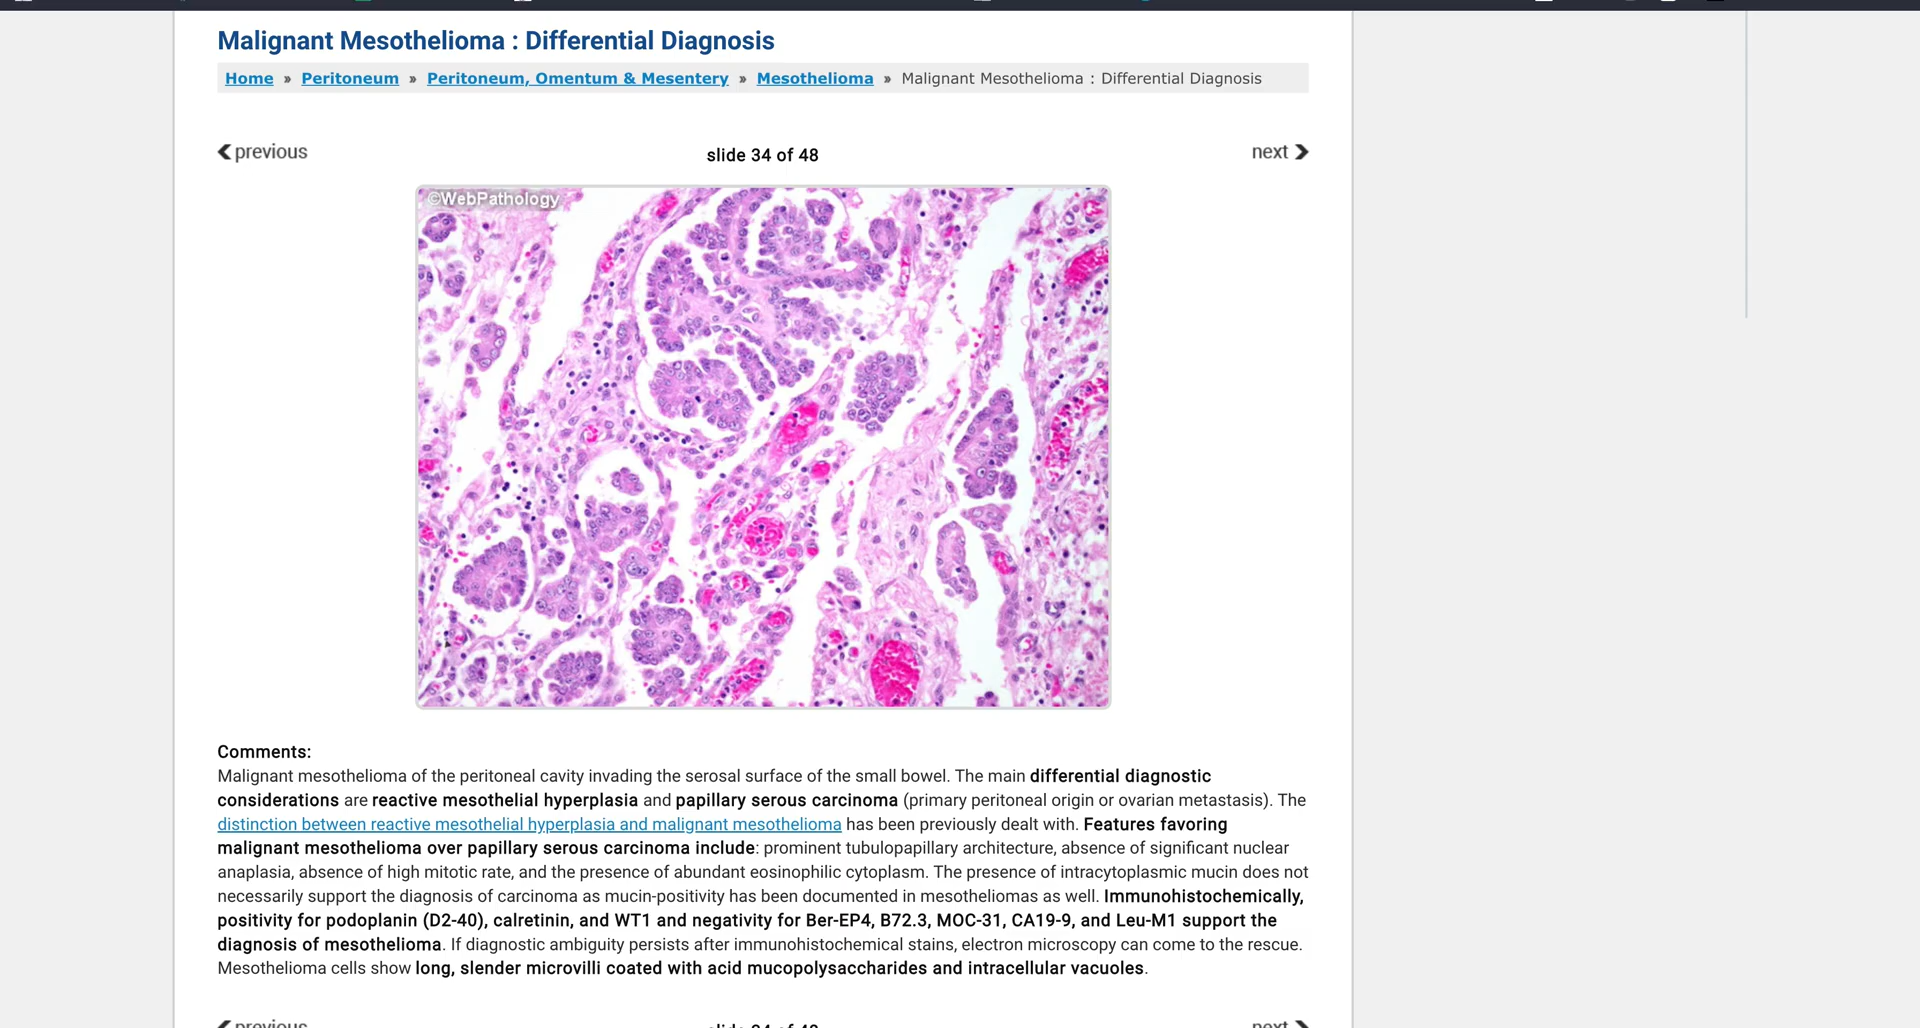 Malignant Mesothelioma : Differential Diagnosis
Home » Peritoneum » Peritoneum, Omentum & Mesentery » Mesothelioma » Malignant Mesothelioma : Differential Diagnosis
previous
slide 34 of 48
next
©WebPathology
Comments:
Malignant mesothelioma of the peritoneal cavity invading the serosal surface of the small bowel. The main differential diagnostic
considerations are reactive mesothelial hyperplasia and papillary serous carcinoma (primary peritoneal origin or ovarian metastasis). The
distinction between reactive mesothelial hyperplasia and malignant mesothelioma has been previously dealt with. Features favoring
malignant mesothelioma over papillary serous carcinoma include: prominent tubulopapillary architecture, absence of significant nuclear
anaplasia, absence of high mitotic rate, and the presence of abundant eosinophilic cytoplasm. The presence of intracytoplasmic mucin does not
necessarily support the diagnosis of carcinoma as mucin-positivity has been documented in mesotheliomas as well. Immunohistochemically,
positivity for podoplanin (D2-40), calretinin, and WT1 and negativity for Ber-EP4, B72.3, MOC-31, CA19-9, and Leu-M1 support the
diagnosis of mesothelioma. If diagnostic ambiguity persists after immunohistochemical stains, electron microscopy can come to the rescue.
Mesothelioma cells show long, slender microvilli coated with acid mucopolysaccharides and intracellular vacuoles.
previous
slide 34 of 48
next